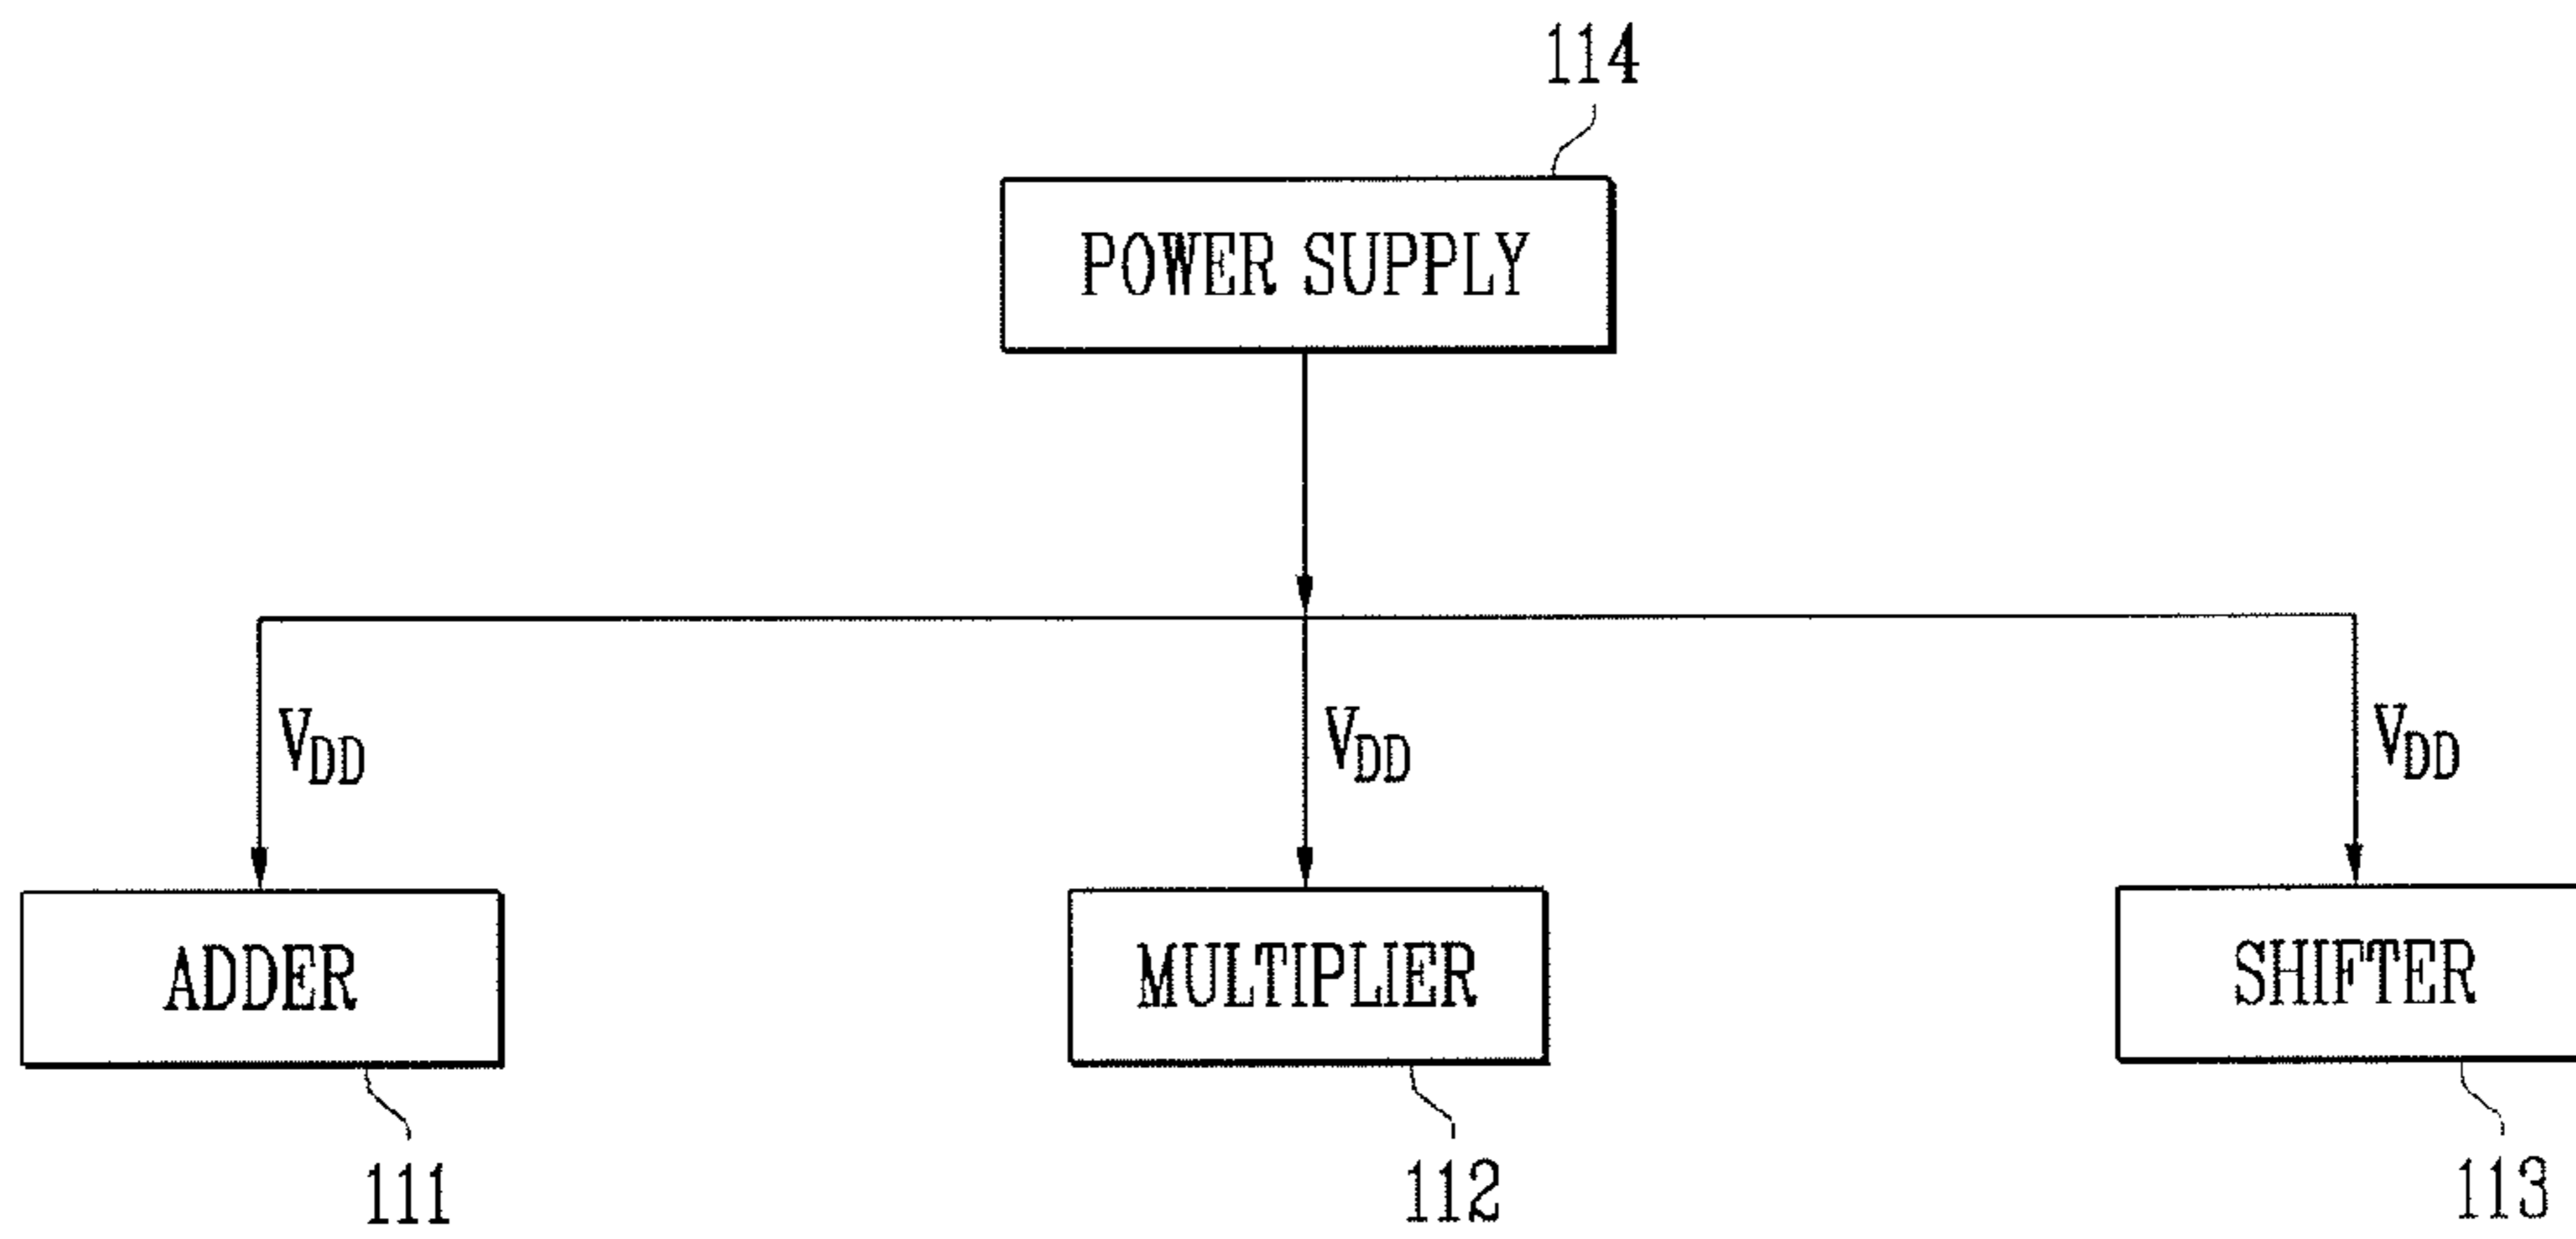 114
POWER SUPPLY
VDD VDD VDD
ADDER MULTIPLIER SHIFTER
111 112 113